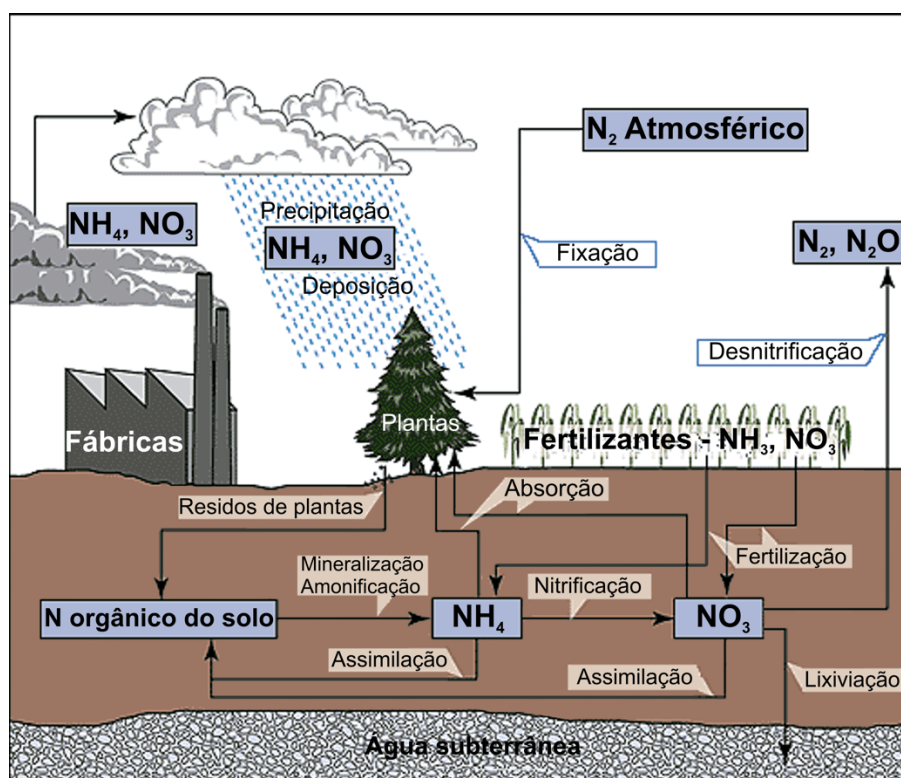 N₂ Atmosférico
NH₄, NO₃
Precipitação
NH₄, NO₃
Deposição
Fixação
N₂, N₂O
Desnitrificação
Fábricas
Plantas
Fertilizantes - NH₃, NO₃
Residos de plantas
Absorção
Fertilização
Mineralização
Amonificação
Nitrificação
N orgânico do solo
NH₄
NO₃
Assimilação
Assimilação
Lixiviação
Água subterrânea